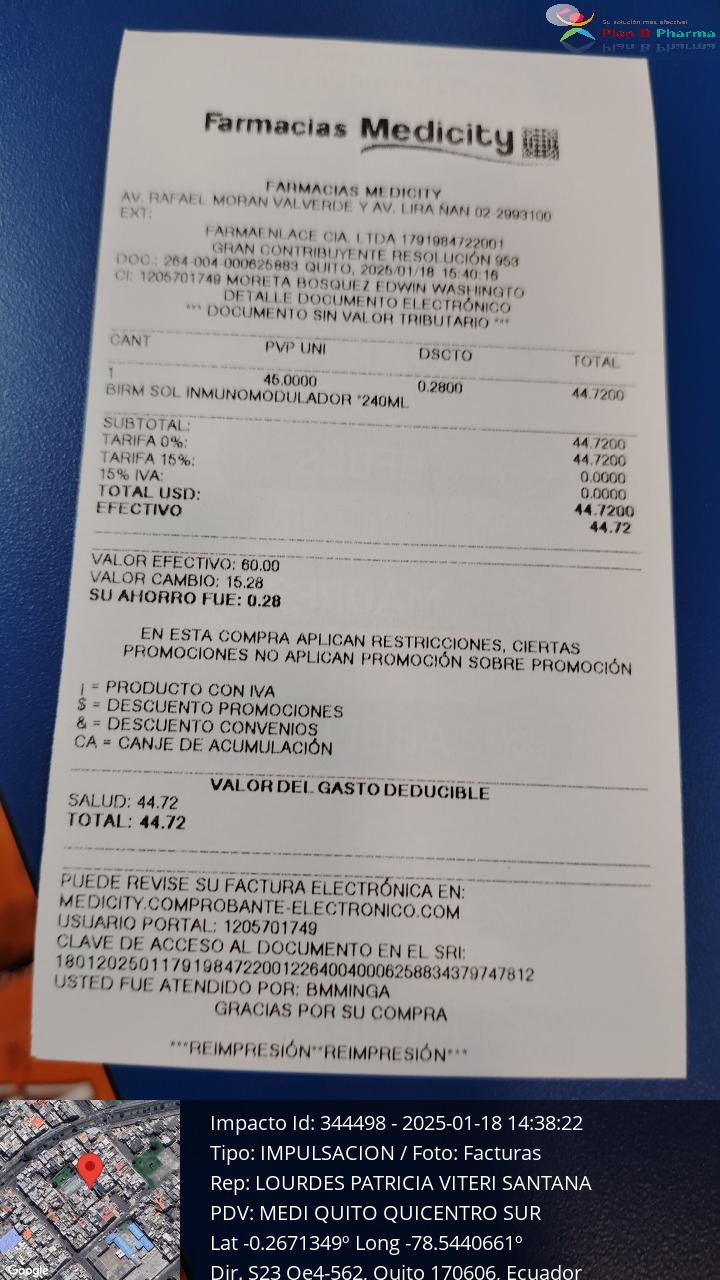 Su solución más efectiva!
Plan B Pharma
Farmacias Medicity
FARMACIAS MEDICITY
AV. RAFAEL MORAN VALVERDE Y AV. LIRA ÑAN 02-2993100
EXT:
FARMAENLACE CIA. LTDA 1791984722001
GRAN CONTRIBUYENTE RESOLUCIÓN 953
DOC.: 264-004-000625883 QUITO, 2025/01/18 15:40:16
CI: 1205701749 MORETA BOSQUEZ EDWIN WASHINGTO
DETALLE DOCUMENTO ELECTRÓNICO
*** DOCUMENTO SIN VALOR TRIBUTARIO ***
CANT PVP UNI DSCTO TOTAL
1 45.0000 0.2800 44.7200
BIRM SOL INMUNOMODULADOR *240ML
SUBTOTAL: 44.7200
TARIFA 0%: 44.7200
TARIFA 15%: 0.0000
15% IVA: 0.0000
TOTAL USD: 44.7200
EFECTIVO 44.72
VALOR EFECTIVO: 60.00
VALOR CAMBIO: 15.28
SU AHORRO FUE: 0.28
EN ESTA COMPRA APLICAN RESTRICCIONES, CIERTAS
PROMOCIONES NO APLICAN PROMOCIÓN SOBRE PROMOCIÓN
¡ = PRODUCTO CON IVA
$ = DESCUENTO PROMOCIONES
& = DESCUENTO CONVENIOS
CA = CANJE DE ACUMULACIÓN
VALOR DEL GASTO DEDUCIBLE
SALUD: 44.72
TOTAL: 44.72
PUEDE REVISE SU FACTURA ELECTRÓNICA EN:
MEDICITY.COMPROBANTE-ELECTRONICO.COM
USUARIO PORTAL: 1205701749
CLAVE DE ACCESO AL DOCUMENTO EN EL SRI:
1801202501179198472200122640040006258834379747812
USTED FUE ATENDIDO POR: BMMINGA
GRACIAS POR SU COMPRA
***REIMPRESIÓN**REIMPRESIÓN***
Impacto Id: 344498 - 2025-01-18 14:38:22
Tipo: IMPULSACION / Foto: Facturas
Rep: LOURDES PATRICIA VITERI SANTANA
PDV: MEDI QUITO QUICENTRO SUR
Lat -0.2671349º Long -78.5440661º
Dir. S23 Oe4-562, Quito 170606, Ecuador
Google